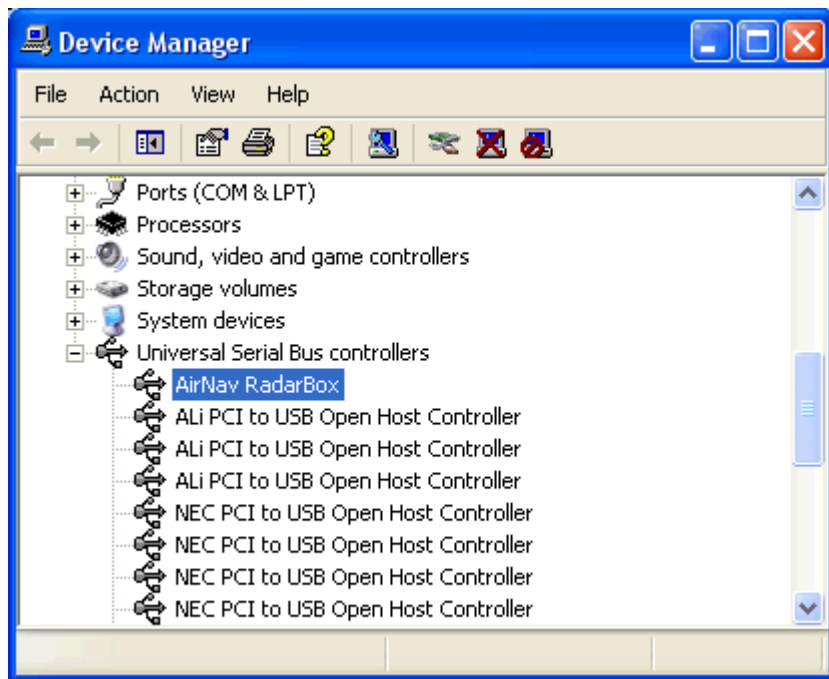 Device Manager
File Action View Help
Ports (COM & LPT)
Processors
Sound, video and game controllers
Storage volumes
System devices
Universal Serial Bus controllers
AirNav RadarBox
ALi PCI to USB Open Host Controller
ALi PCI to USB Open Host Controller
ALi PCI to USB Open Host Controller
NEC PCI to USB Open Host Controller
NEC PCI to USB Open Host Controller
NEC PCI to USB Open Host Controller
NEC PCI to USB Open Host Controller